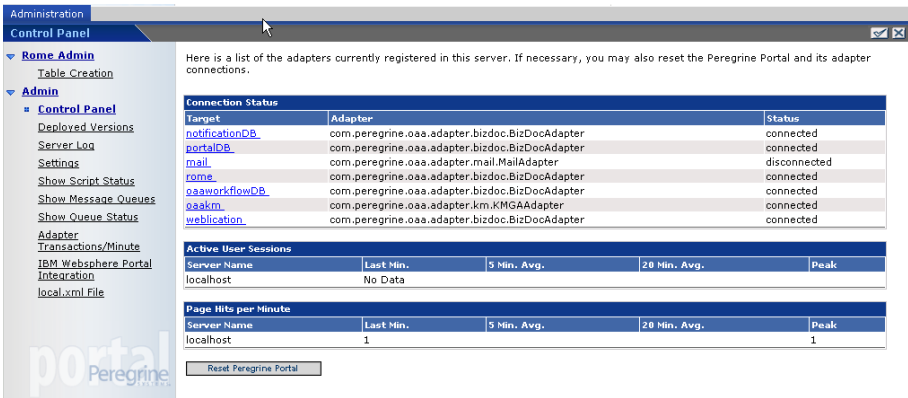 Administration
Control Panel
Rome Admin
Table Creation
Admin
Control Panel
Deployed Versions
Server Log
Settings
Show Script Status
Show Message Queues
Show Queue Status
Adapter
Transactions/Minute
IBM Websphere Portal
Integration
local.xml File
portal
Peregrine
SYSTEMS
Here is a list of the adapters currently registered in this server. If necessary, you may also reset the Peregrine Portal and its adapter
connections.
Connection Status
Target Adapter Status
notificationDB com.peregrine.oaa.adapter.bizdoc.BizDocAdapter connected
portalDB com.peregrine.oaa.adapter.bizdoc.BizDocAdapter connected
mail com.peregrine.oaa.adapter.mail.MailAdapter disconnected
rome com.peregrine.oaa.adapter.bizdoc.BizDocAdapter connected
oaaworkflowDB com.peregrine.oaa.adapter.bizdoc.BizDocAdapter connected
oaakm com.peregrine.oaa.adapter.km.KMGAAdapter connected
weblication com.peregrine.oaa.adapter.bizdoc.BizDocAdapter connected
Active User Sessions
Server Name Last Min. 5 Min. Avg. 20 Min. Avg. Peak
localhost No Data
Page Hits per Minute
Server Name Last Min. 5 Min. Avg. 20 Min. Avg. Peak
localhost 1 1
Reset Peregrine Portal